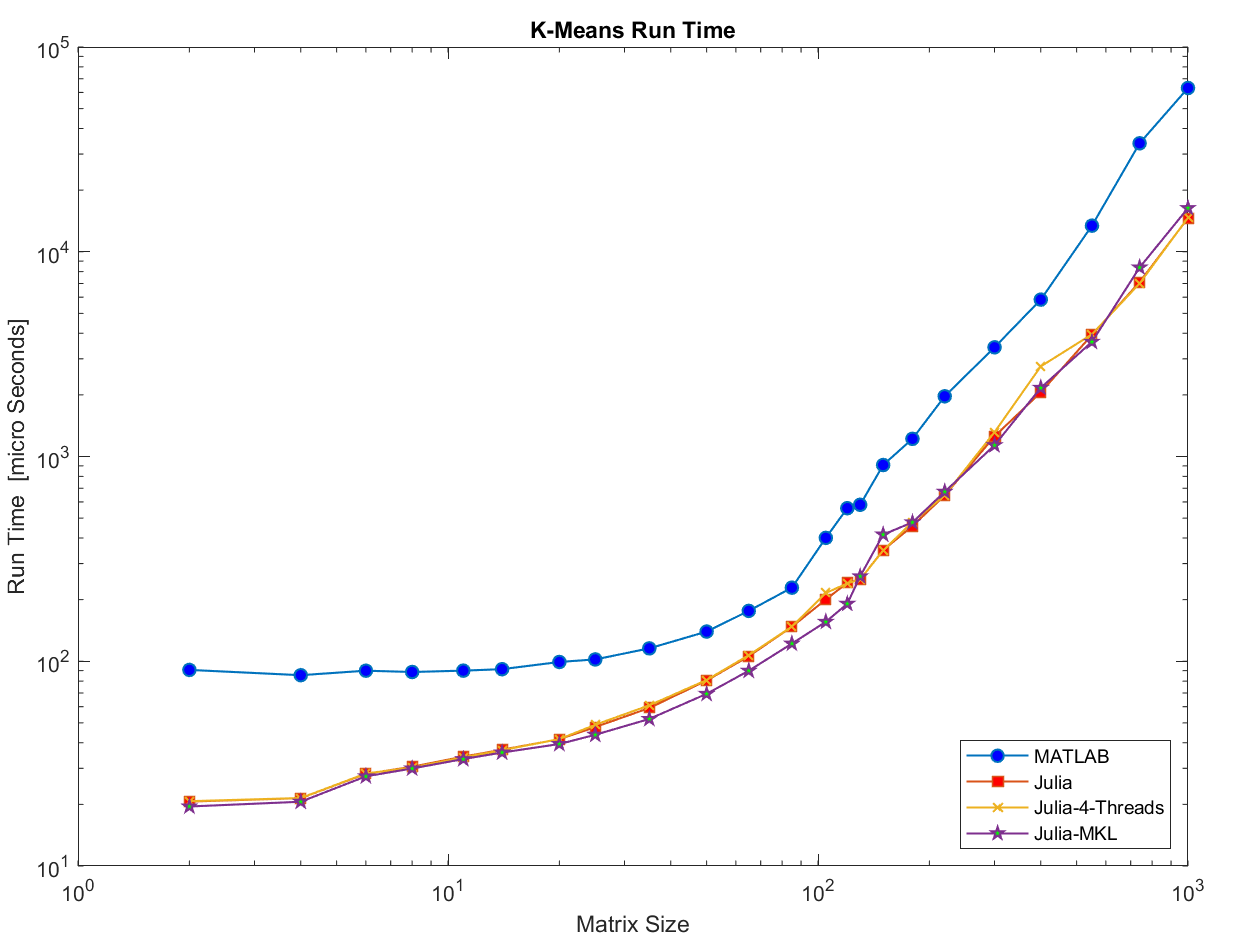 K-Means Run Time
10^5
10^4
10^3
10^2
10^1
Run Time [micro Seconds]
10^0
10^1
10^2
10^3
Matrix Size
MATLAB
Julia
Julia-4-Threads
Julia-MKL